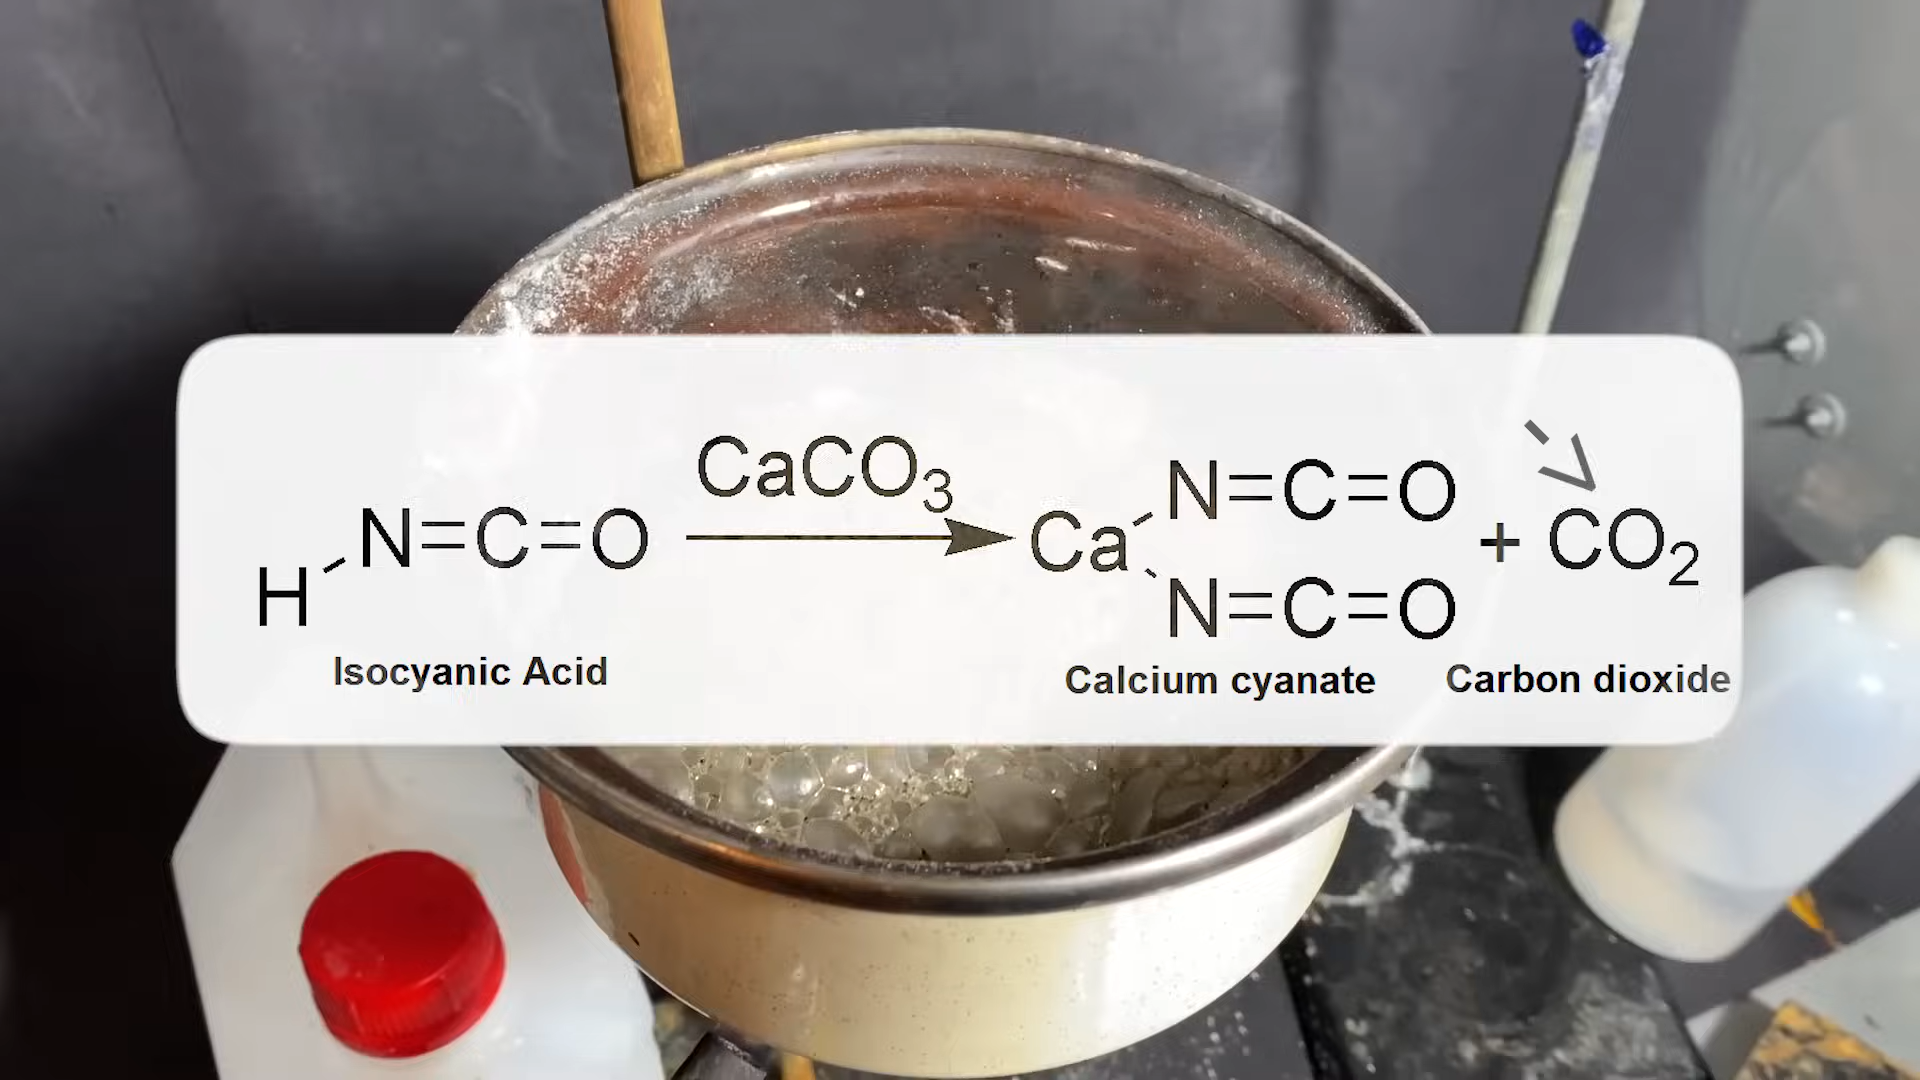 CaCO₃
H N=C=O
Ca N=C=O
N=C=O
+ CO₂
Isocyanic Acid
Calcium cyanate
Carbon dioxide